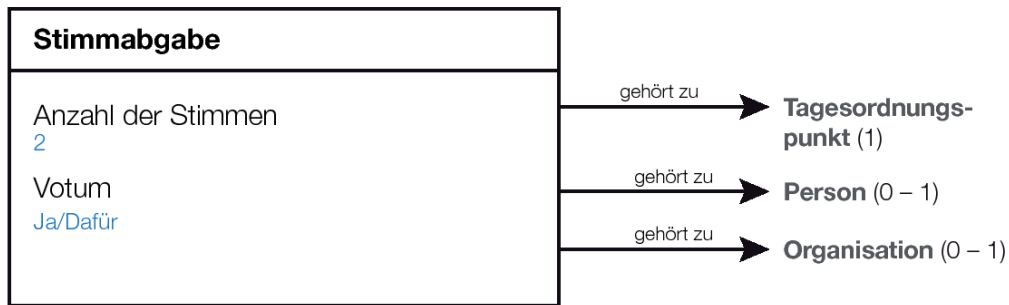 Stimmabgabe
Anzahl der Stimmen
2
Votum
Ja/Dafür
gehört zu
Tagesordnungs-
punkt (1)
gehört zu
Person (0 – 1)
gehört zu
Organisation (0 – 1)